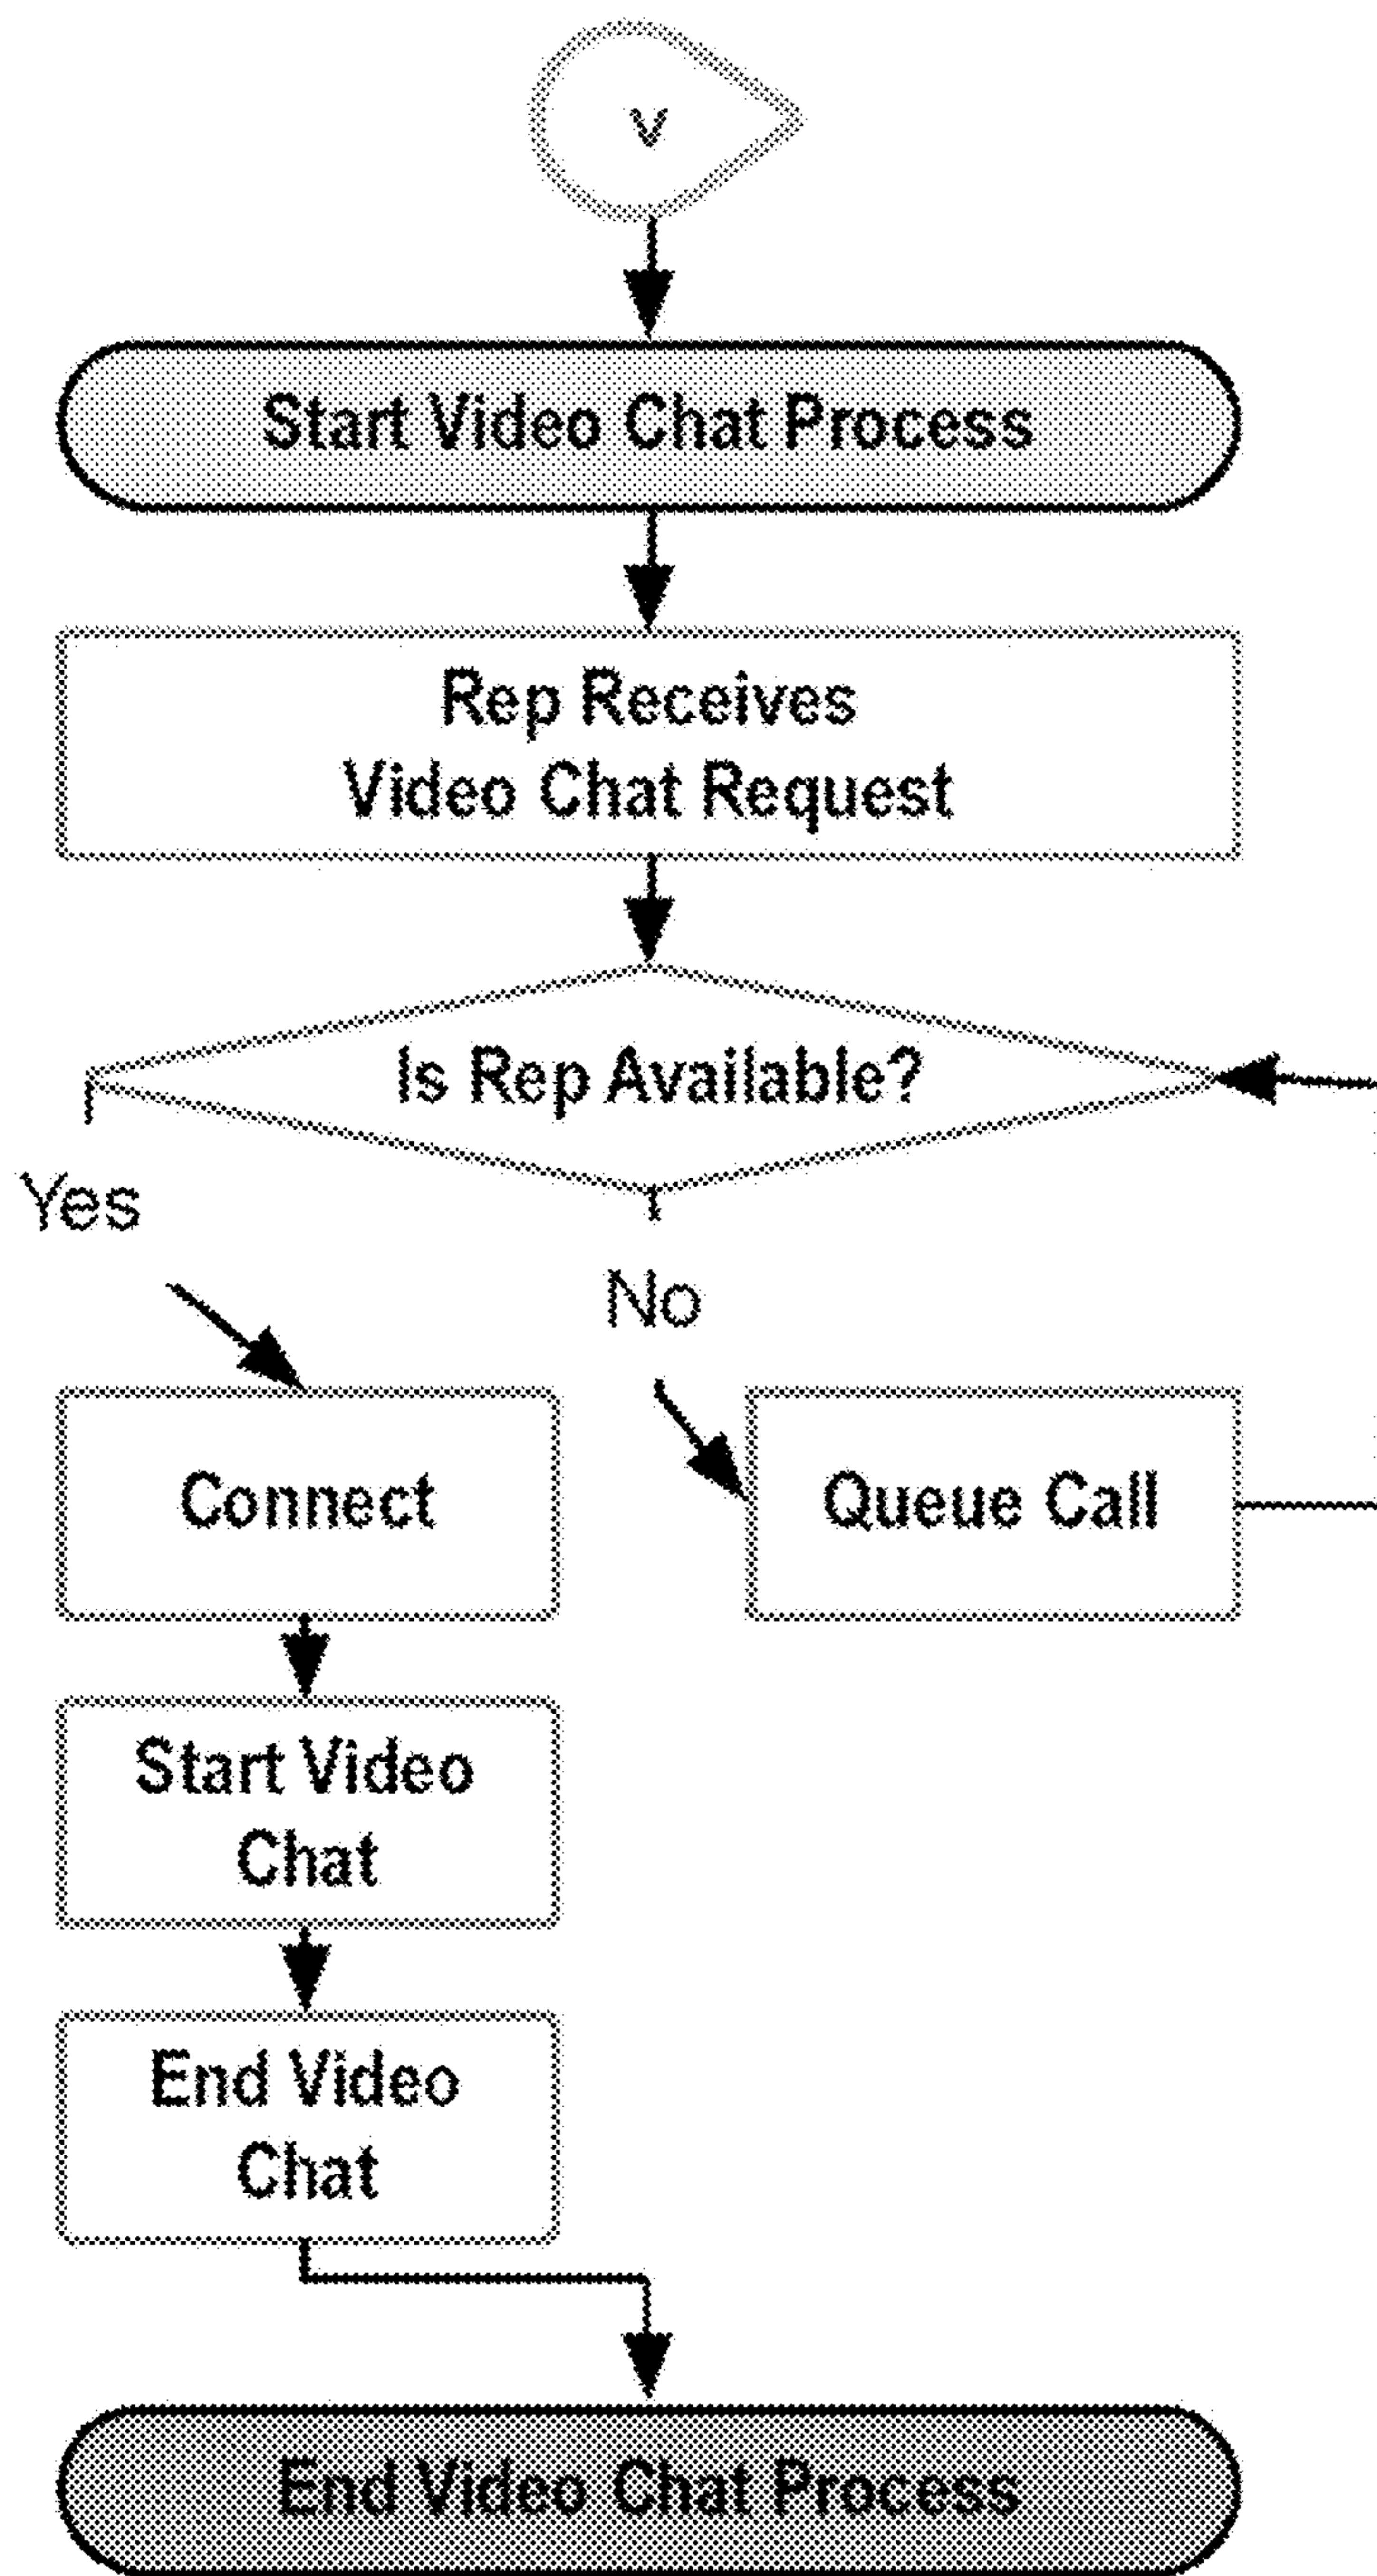 v
Start Video Chat Process
Rep Receives
Video Chat Request
Is Rep Available?
Yes
No
Connect
Queue Call
Start Video
Chat
End Video
Chat
End Video Chat Process